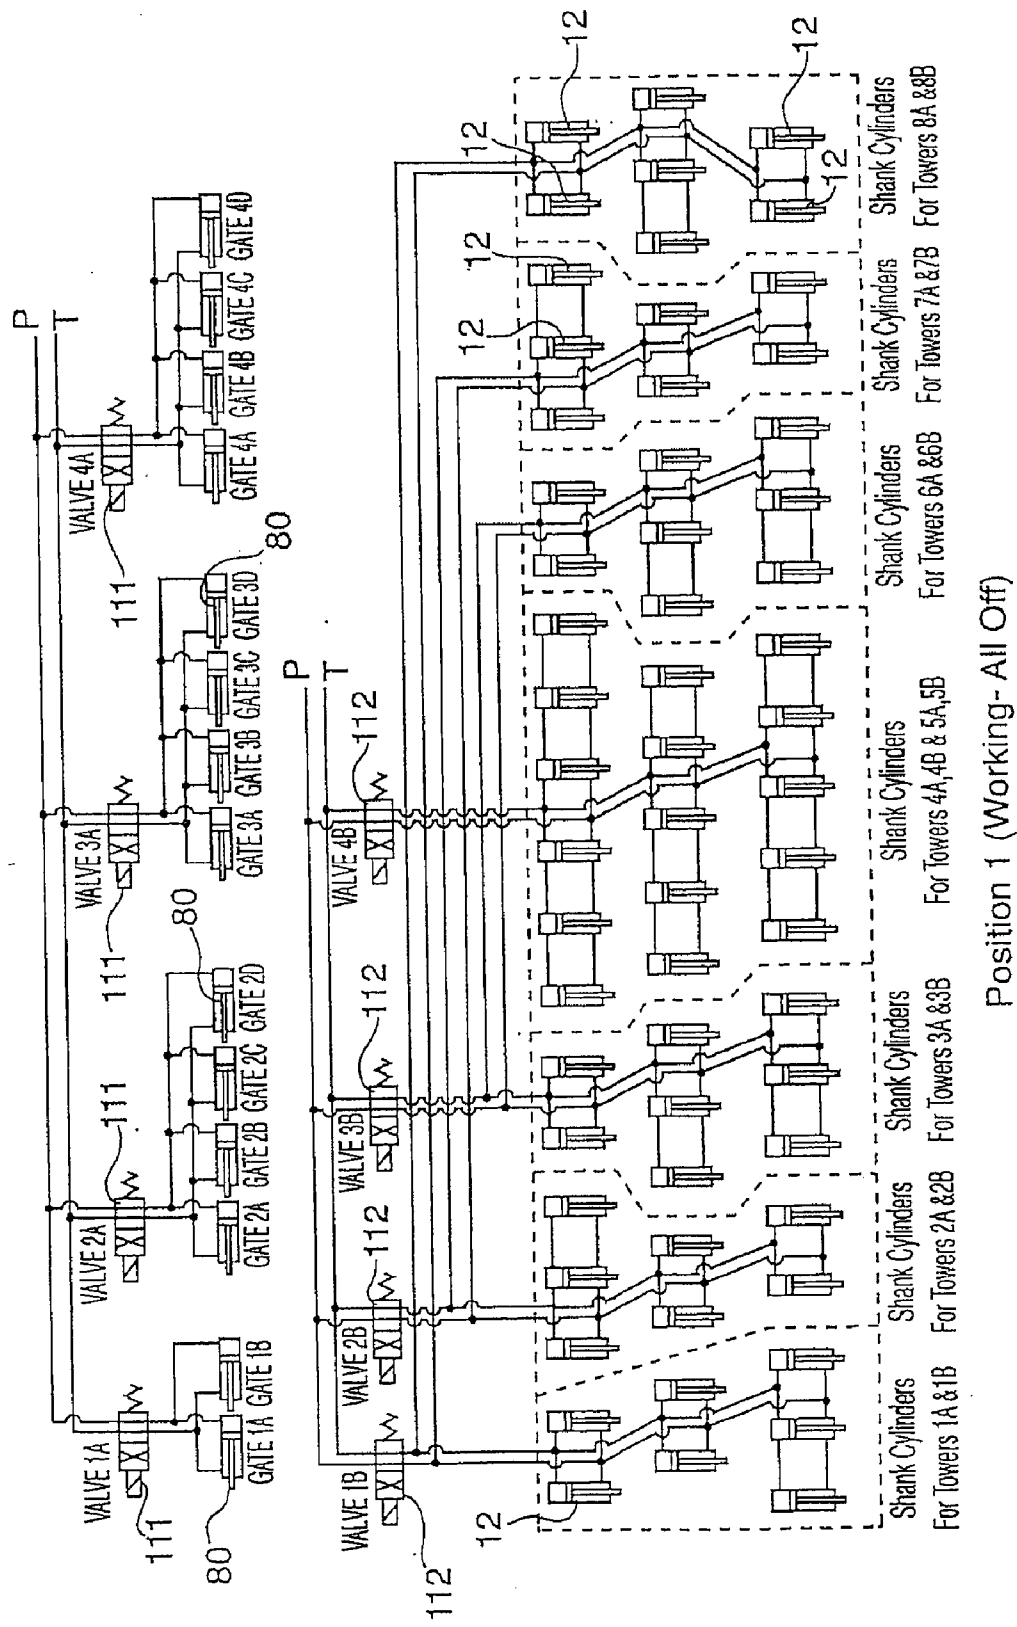 P
T
VALVE 1A
VALVE 2A
VALVE 3A
VALVE 4A
111
111
111
111
GATE 1A
GATE 1B
GATE 2A
GATE 2B
GATE 2C
GATE 2D
GATE 3A
GATE 3B
GATE 3C
GATE 3D
GATE 4A
GATE 4B
GATE 4C
GATE 4D
80
80
80
P
T
VALVE 1B
VALVE 2B
VALVE 3B
VALVE 4B
112
112
112
112
12
12
12
12
12
12
12
Shank Cylinders
For Towers 1A &1B
Shank Cylinders
For Towers 2A &2B
Shank Cylinders
For Towers 3A &3B
Shank Cylinders
For Towers 4A,4B & 5A,5B
Shank Cylinders
For Towers 6A &6B
Shank Cylinders
For Towers 7A &7B
Shank Cylinders
For Towers 8A &8B
Position 1 (Working- All Off)